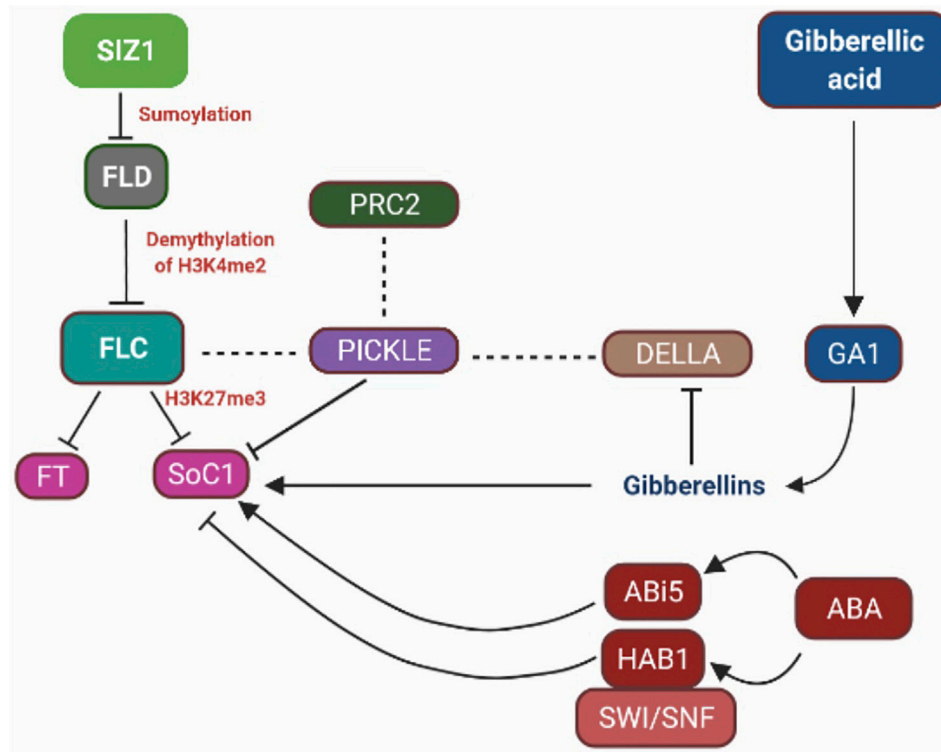 SIZ1
Gibberellic
acid
Sumoylation
FLD
PRC2
Demythylation
of H3K4me2
FLC
PICKLE
DELLA
GA1
H3K27me3
FT
SoC1
Gibberellins
ABi5
ABA
HAB1
SWI/SNF